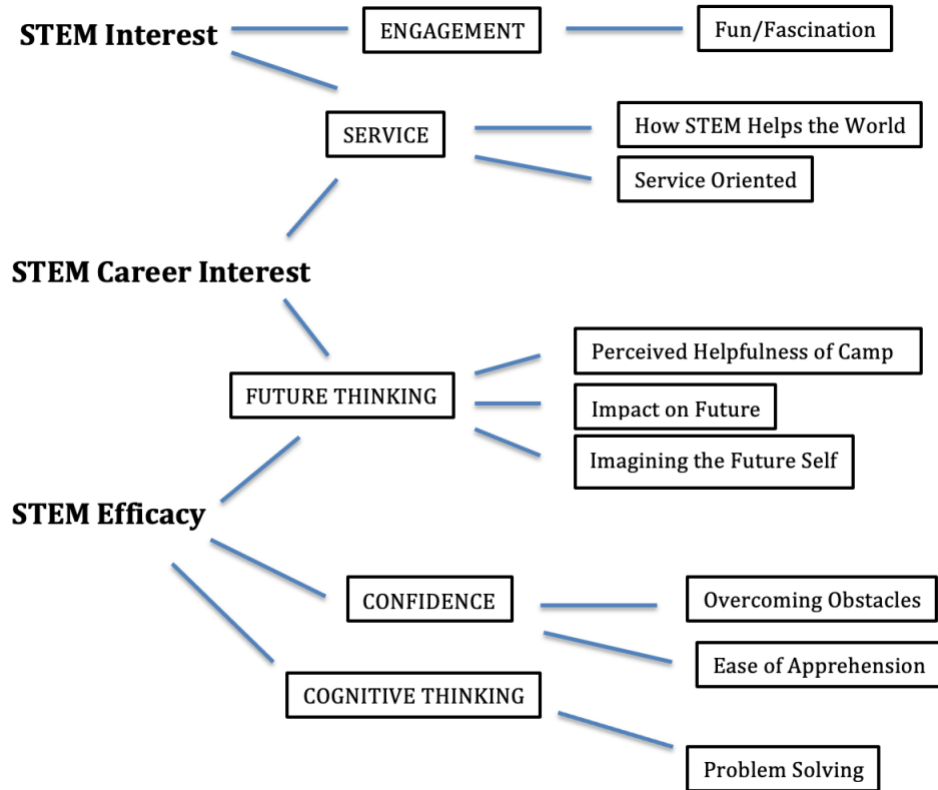 STEM Interest
ENGAGEMENT
Fun/Fascination
SERVICE
How STEM Helps the World
Service Oriented
STEM Career Interest
FUTURE THINKING
Perceived Helpfulness of Camp
Impact on Future
Imagining the Future Self
STEM Efficacy
CONFIDENCE
Overcoming Obstacles
Ease of Apprehension
COGNITIVE THINKING
Problem Solving